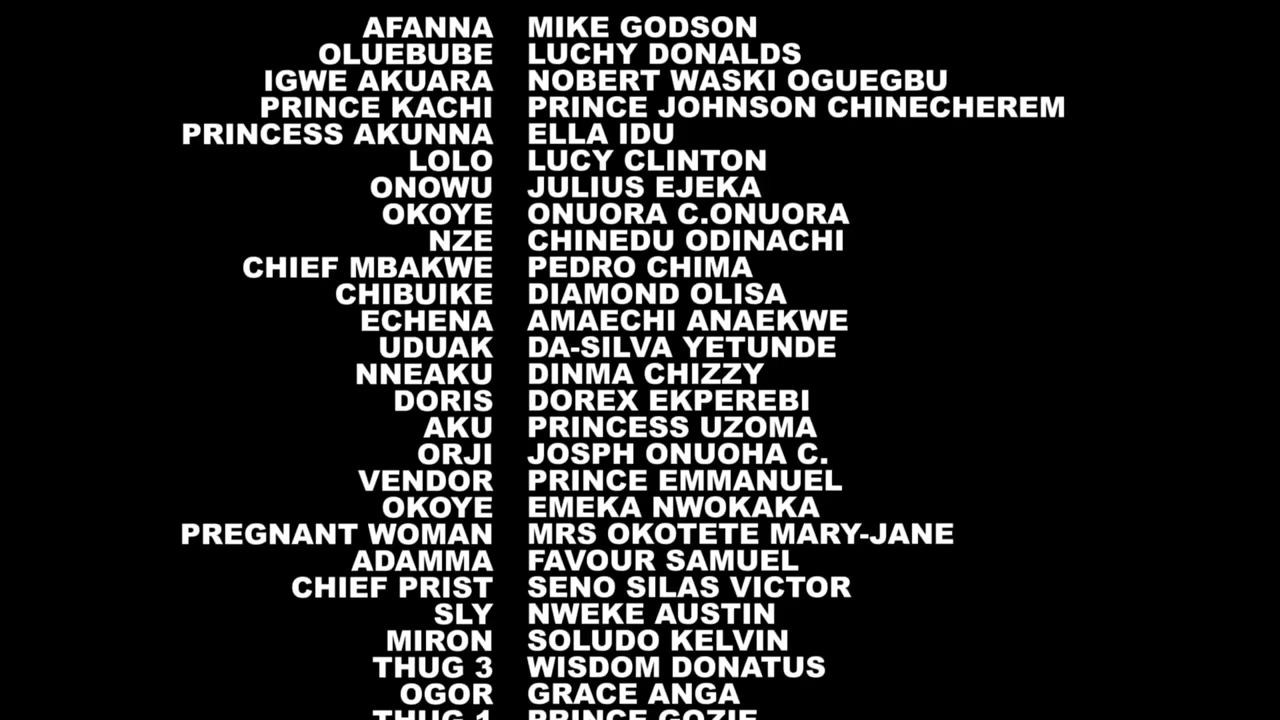 AFANNA MIKE GODSON
OLUEBUBE LUCHY DONALDS
IGWE AKUARA NOBERT WASKI OGUEGBU
PRINCE KACHI PRINCE JOHNSON CHINECHEREM
PRINCESS AKUNNA ELLA IDU
LOLO LUCY CLINTON
ONOWU JULIUS EJEKA
OKOYE ONUORA C.ONUORA
NZE CHINEDU ODINACHI
CHIEF MBAKWE PEDRO CHIMA
CHIBUIKE DIAMOND OLISA
ECHENA AMAECHI ANAEKWE
UDUAK DA-SILVA YETUNDE
NNEAKU DINMA CHIZZY
DORIS DOREX EKPEREBI
AKU PRINCESS UZOMA
ORJI JOSPH ONUOHA C.
VENDOR PRINCE EMMANUEL
OKOYE EMEKA NWOKAKA
PREGNANT WOMAN MRS OKOTETE MARY-JANE
ADAMMA FAVOUR SAMUEL
CHIEF PRIST SENO SILAS VICTOR
SLY NWEKE AUSTIN
MIRON SOLUDO KELVIN
THUG 3 WISDOM DONATUS
OGOR GRACE ANGA
THUG 1 PRINCE GOZIE